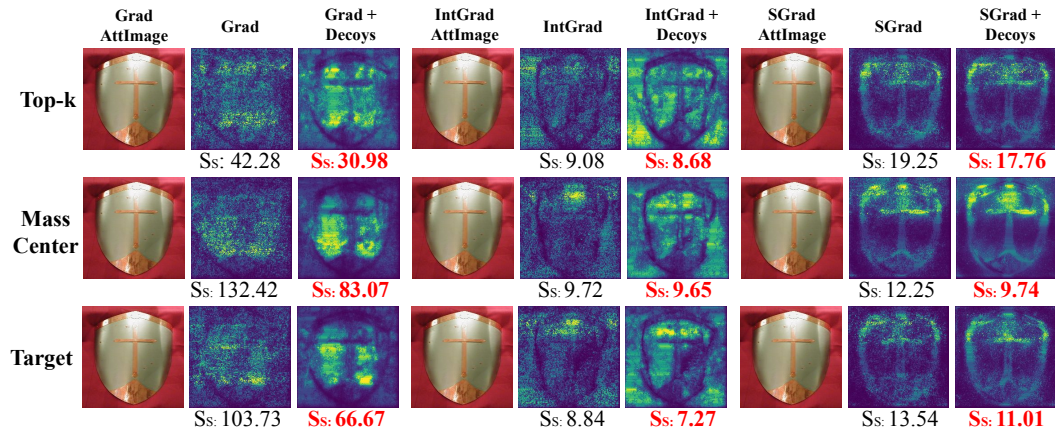 Grad AttImage Grad Grad + Decoys IntGrad AttImage IntGrad IntGrad + Decoys SGrad AttImage SGrad SGrad + Decoys
Top-k
Ss: 42.28 Ss: 30.98 Ss: 9.08 Ss: 8.68 Ss: 19.25 Ss: 17.76
Mass Center
Ss: 132.42 Ss: 83.07 Ss: 9.72 Ss: 9.65 Ss: 12.25 Ss: 9.74
Target
Ss: 103.73 Ss: 66.67 Ss: 8.84 Ss: 7.27 Ss: 13.54 Ss: 11.01